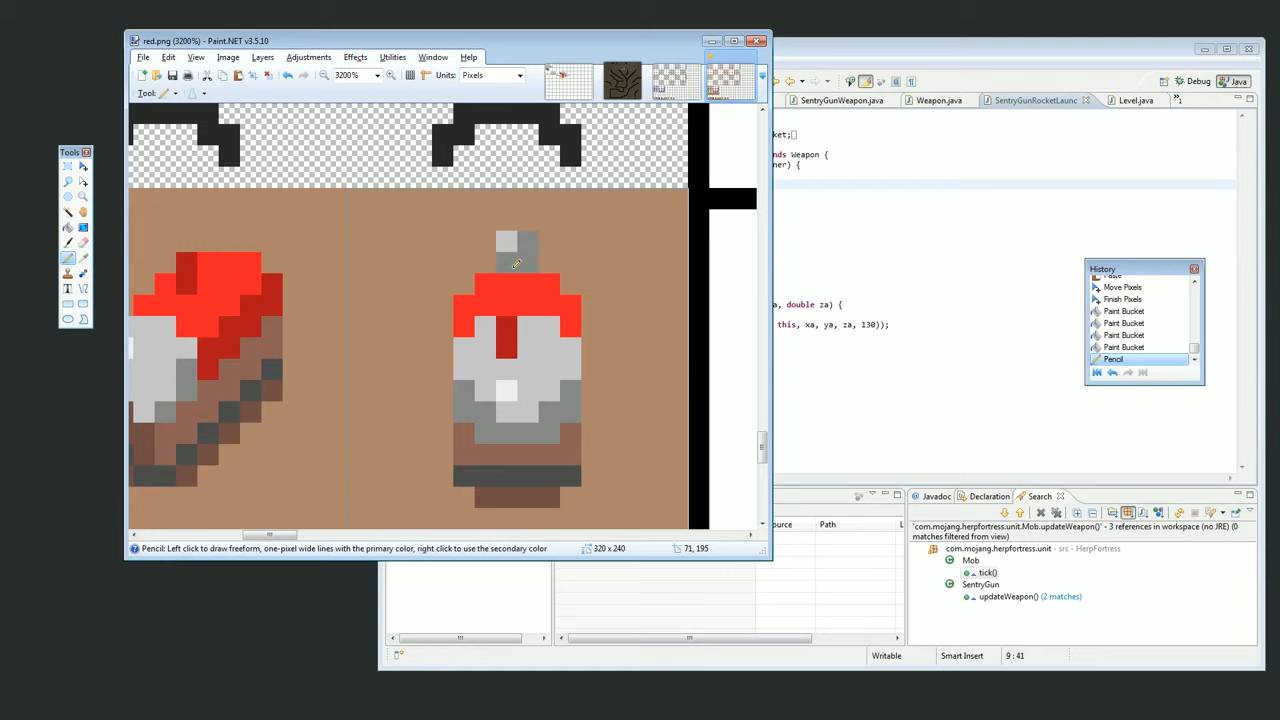 red.png (3200%) - Paint.NET v3.5.10
File Edit View Image Layers Adjustments Effects Utilities Window Help
3200% Units: Pixels
Tool:
Tools
Debug Java
SentryGunWeapon.java Weapon.java SentryGunRocketLaunc Level.java »1
ket;
nds Weapon {
ner) {
a, double za) {
this, xa, ya, za, 130));
History
Paste
Move Pixels
Finish Pixels
Paint Bucket
Paint Bucket
Paint Bucket
Paint Bucket
Pencil
Pencil: Left click to draw freeform, one-pixel wide lines with the primary color, right click to use the secondary color 320 x 240 71, 195
Javadoc Declaration Search
'com.mojang.herpfortress.unit.Mob.updateWeapon()' - 3 references in workspace (no JRE) (0
matches filtered from view)
com.mojang.herpfortress.unit - src - HerpFortress
Mob
tick()
SentryGun
updateWeapon() (2 matches)
source Path L
Writable Smart Insert 9 : 41